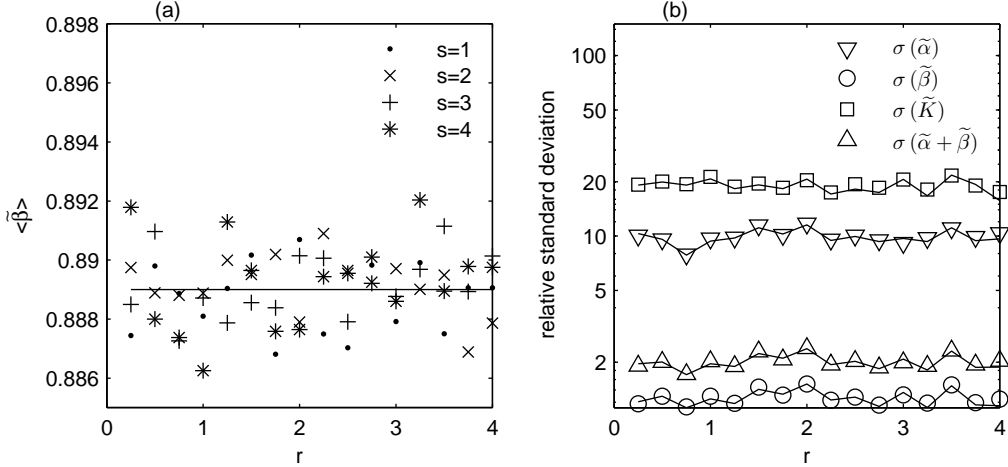 (a)
0.898
0.896
0.894
0.892
0.89
0.888
0.886
<β̃>
s=1
s=2
s=3
s=4
0 1 2 3 4
r
(b)
100
50
20
10
5
2
relative standard deviation
σ(α̃)
σ(β̃)
σ(K̃)
σ(α̃ + β̃)
0 1 2 3 4
r